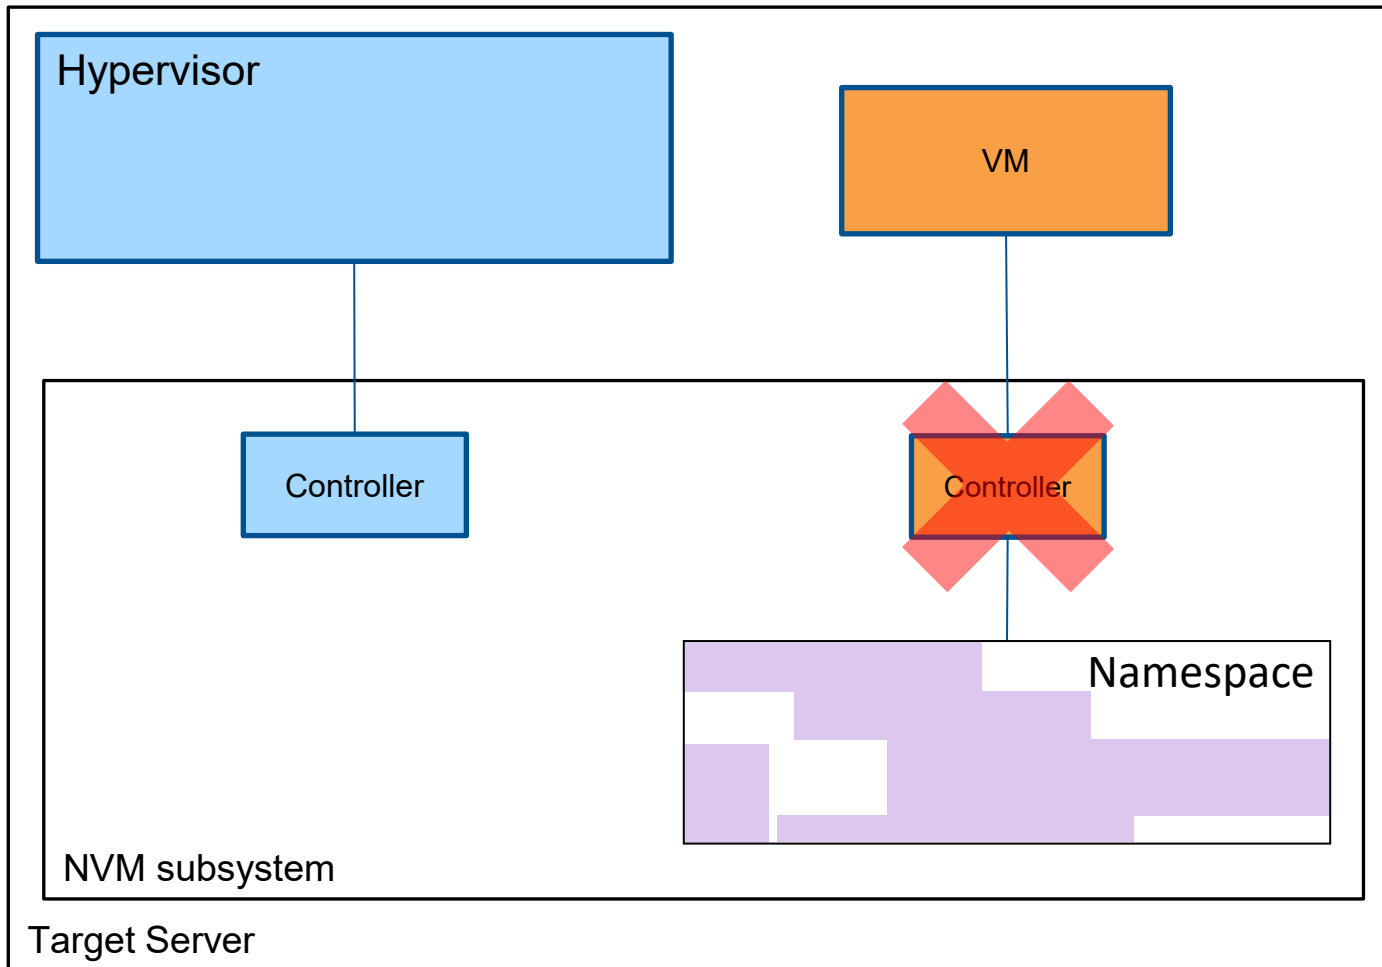 Hypervisor
VM
Controller
Controller
Namespace
NVM subsystem
Target Server